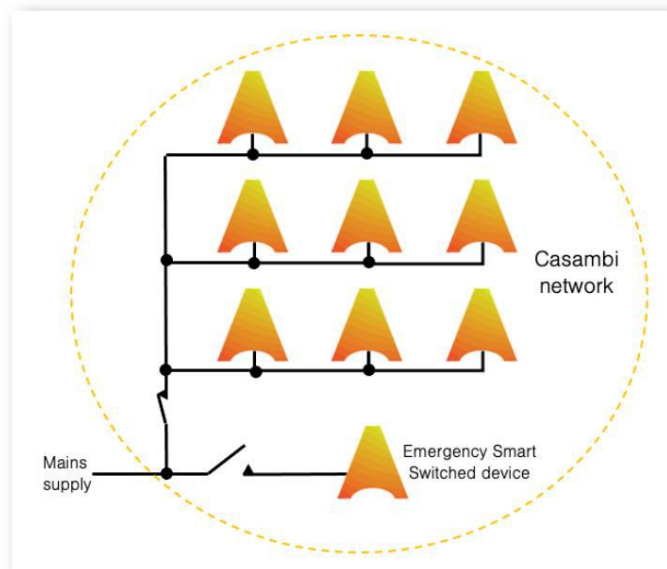 Casambi
network
Emergency Smart
Switched device
Mains
supply